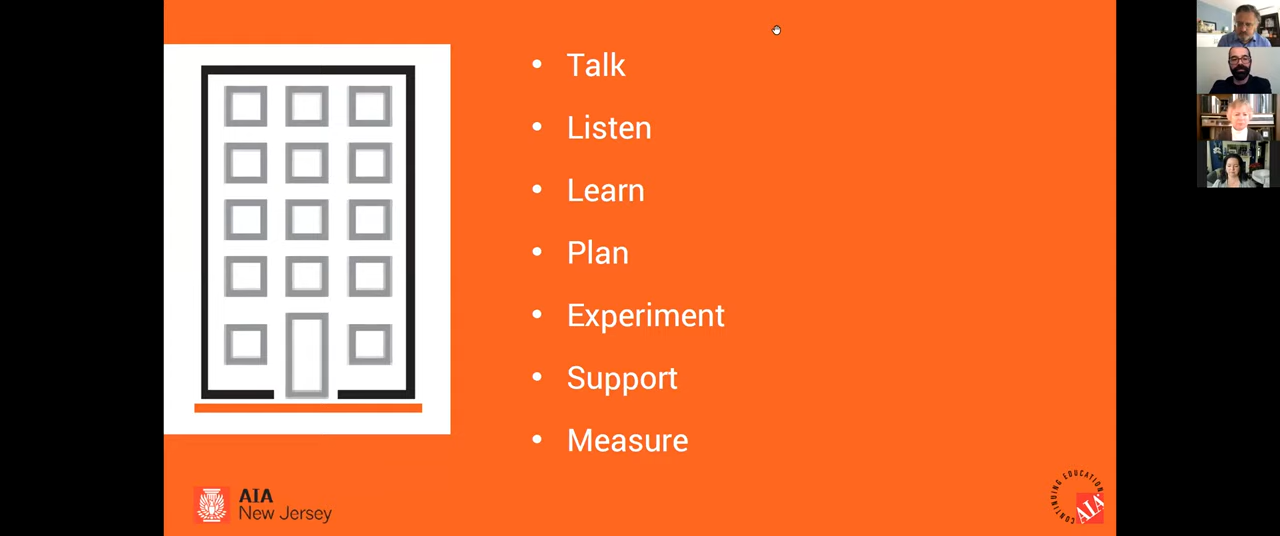 • Talk
• Listen
• Learn
• Plan
• Experiment
• Support
• Measure
AIA
New Jersey
CONTINUING EDUCATION
AIA